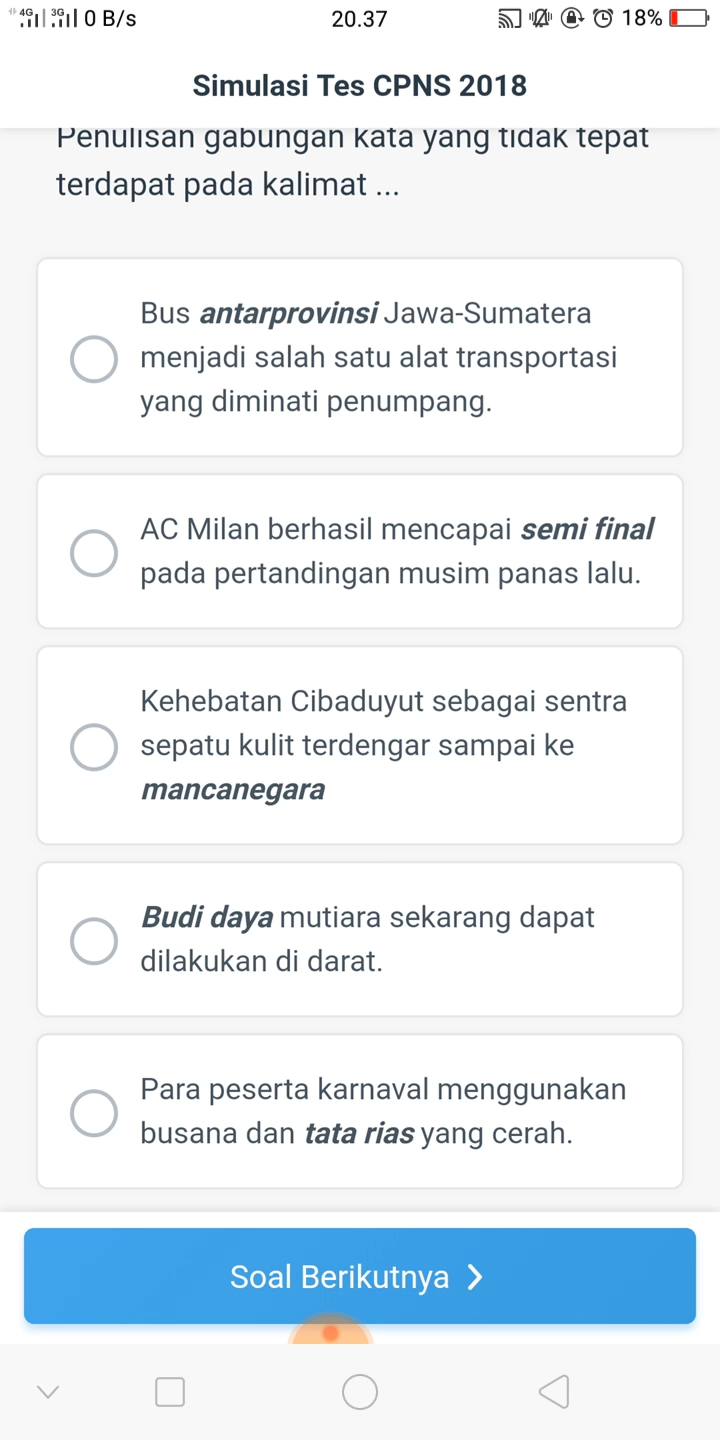 4G 3G 0 B/s 20.37 18%
Simulasi Tes CPNS 2018
Penulisan gabungan kata yang tidak tepat
terdapat pada kalimat ...
Bus antarprovinsi Jawa-Sumatera
menjadi salah satu alat transportasi
yang diminati penumpang.
AC Milan berhasil mencapai semi final
pada pertandingan musim panas lalu.
Kehebatan Cibaduyut sebagai sentra
sepatu kulit terdengar sampai ke
mancanegara
Budi daya mutiara sekarang dapat
dilakukan di darat.
Para peserta karnaval menggunakan
busana dan tata rias yang cerah.
Soal Berikutnya